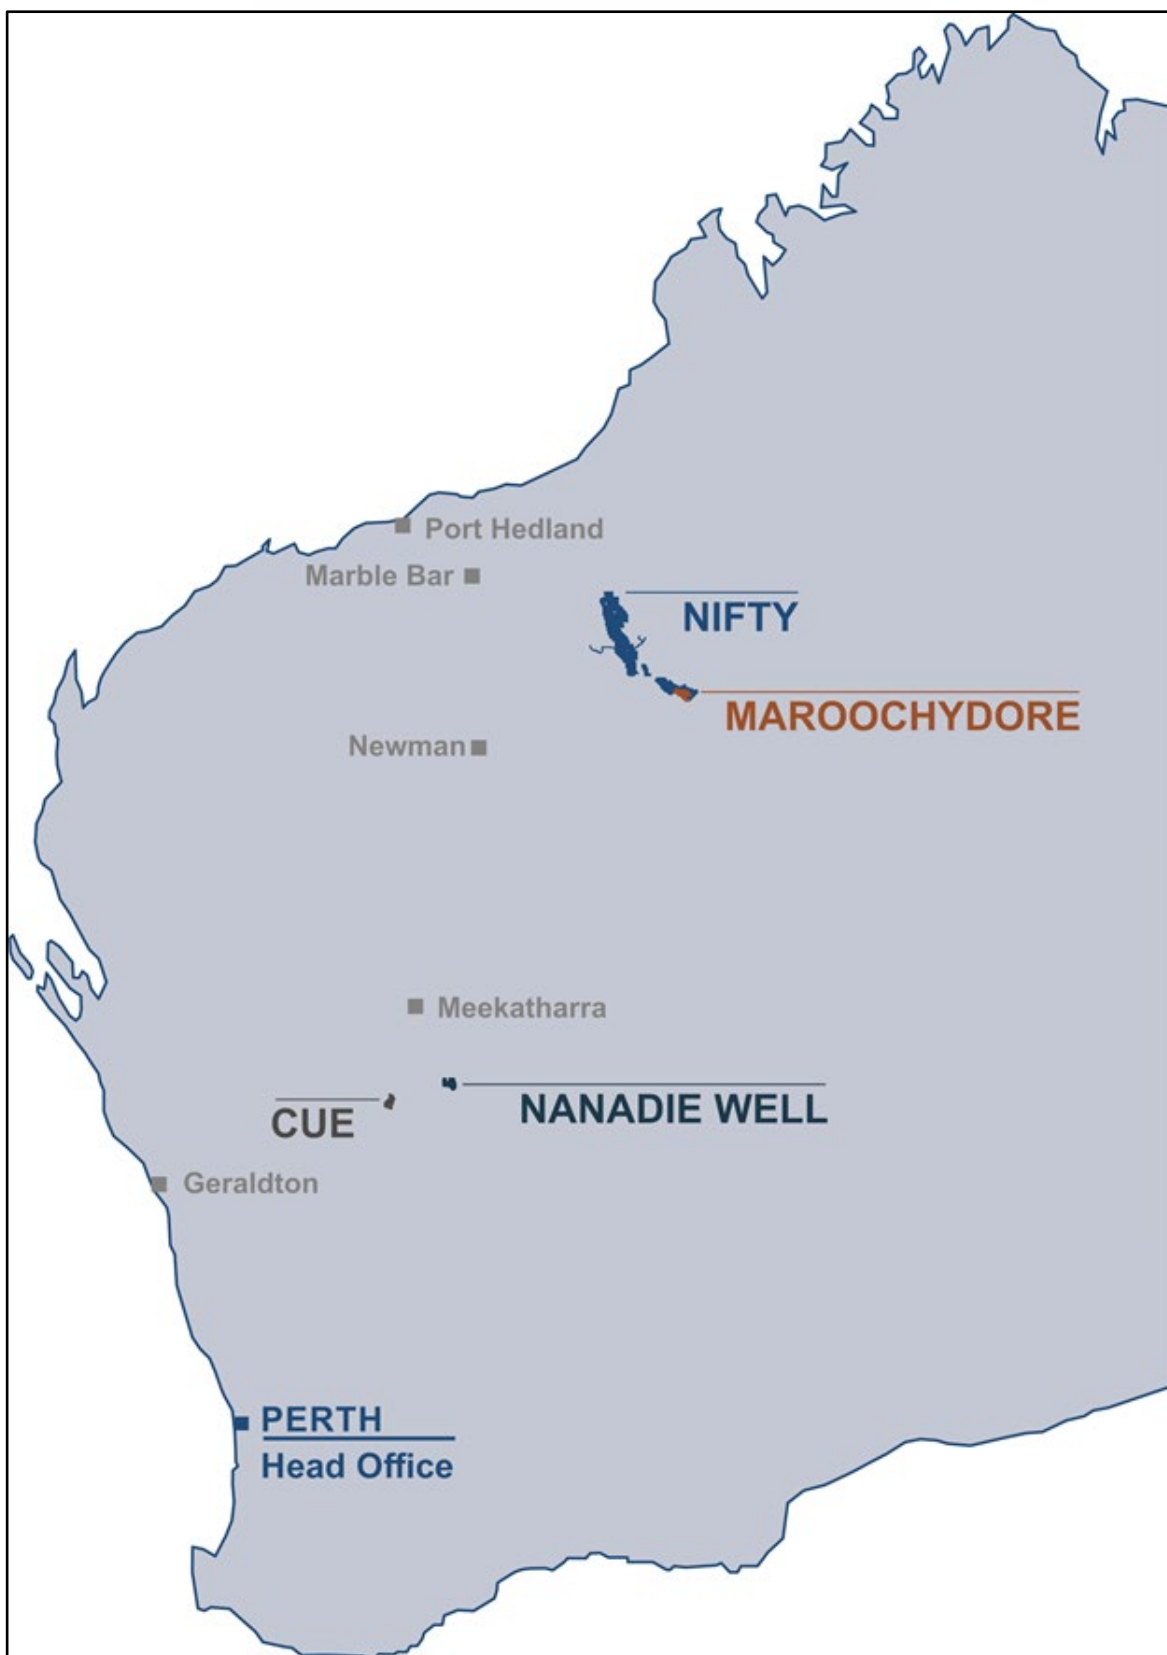 Port Hedland
Marble Bar
NIFTY
MAROOCHYDORE
Newman
Meekatharra
NANADIE WELL
CUE
Geraldton
PERTH
Head Office